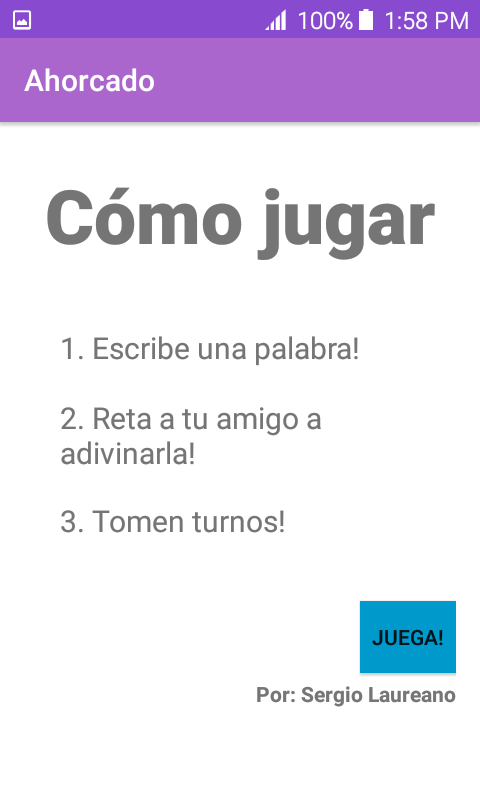 100% 1:58 PM
Ahorcado
Cómo jugar
1. Escribe una palabra!
2. Reta a tu amigo a
adivinarla!
3. Tomen turnos!
JUEGA!
Por: Sergio Laureano